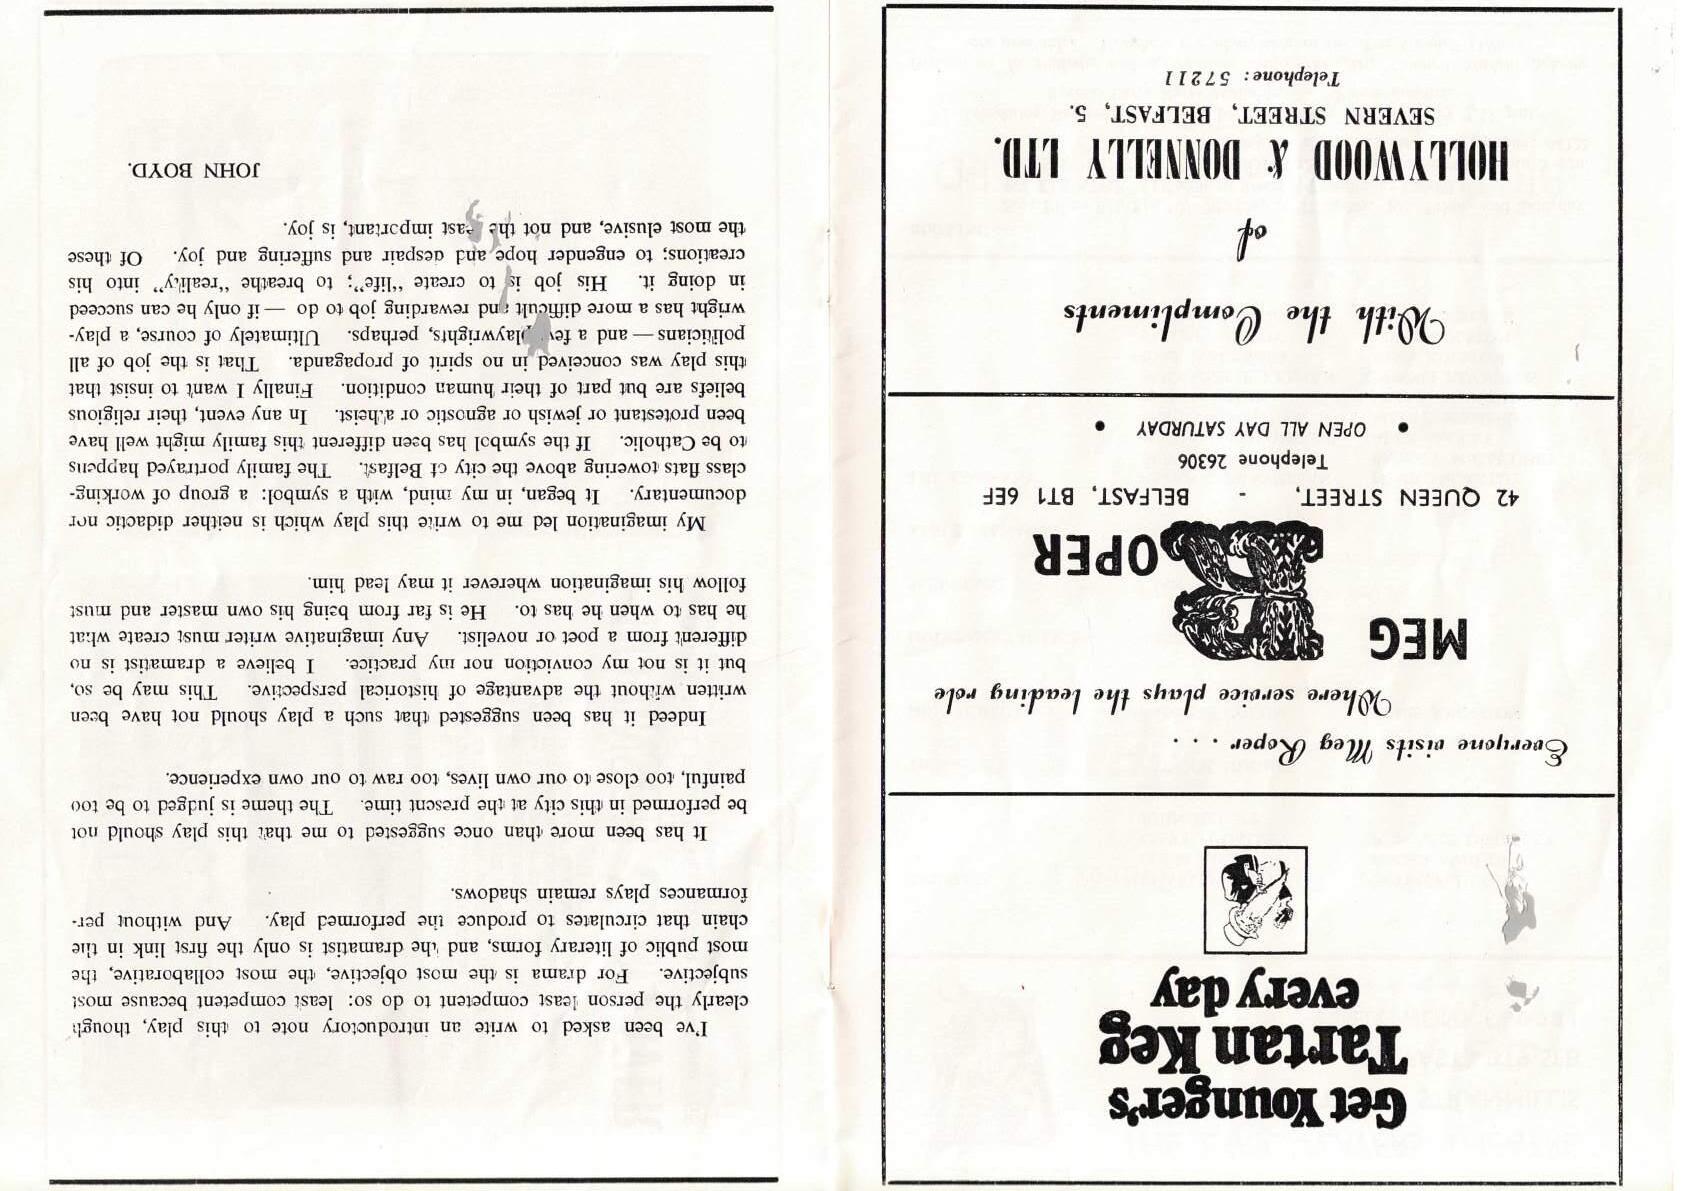 Get Younger's
Tartan Keg
every day
Everyone visits Meg Roper . . .
Where service plays the leading role
MEG
ROPER
42 QUEEN STREET, - BELFAST, BT1 6EF
Telephone 26306
• OPEN ALL DAY SATURDAY •
With the Compliments
of
HOLLYWOOD & DONNELLY LTD.
SEVERN STREET, BELFAST, 5.
Telephone: 57211
I've been asked to write an introductory note to this play, though
clearly the person least competent to do so: least competent because most
subjective. For drama is the most objective, the most collaborative, the
most public of literary forms, and the dramatist is only the first link in the
chain that circulates to produce the performed play. And without per-
formances plays remain shadows.
It has been more than once suggested to me that this play should not
be performed in this city at the present time. The theme is judged to be too
painful, too close to our own lives, too raw to our own experience.
Indeed it has been suggested that such a play should not have been
written without the advantage of historical perspective. This may be so,
but it is not my conviction nor my practice. I believe a dramatist is no
different from a poet or novelist. Any imaginative writer must create what
he has to when he has to. He is far from being his own master and must
follow his imagination wherever it may lead him.
My imagination led me to write this play which is neither didactic nor
documentary. It began, in my mind, with a symbol: a group of working-
class flats towering above the city of Belfast. The family portrayed happens
to be Catholic. If the symbol has been different this family might well have
been protestant or jewish or agnostic or atheist. In any event, their religious
beliefs are but part of their human condition. Finally I want to insist that
this play was conceived in no spirit of propaganda. That is the job of all
politicians — and a few playwrights, perhaps. Ultimately of course, a play-
wright has a more difficult and rewarding job to do — if only he can succeed
in doing it. His job is to create "life"; to breathe "reality" into his
creations; to engender hope and despair and suffering and joy. Of these
the most elusive, and not the least important, is joy.
JOHN BOYD.